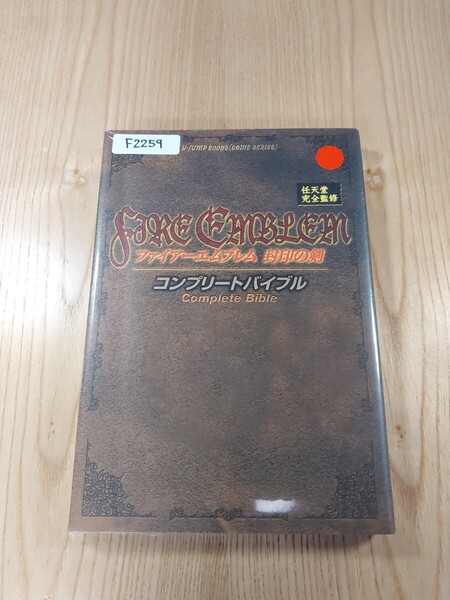 F2259
V-JUMP BOOKS[GAME SERIES]
任天堂
完全監修
FIRE EMBLEM
ファイアーエムブレム 封印の剣
コンプリートバイブル
Complete Bible